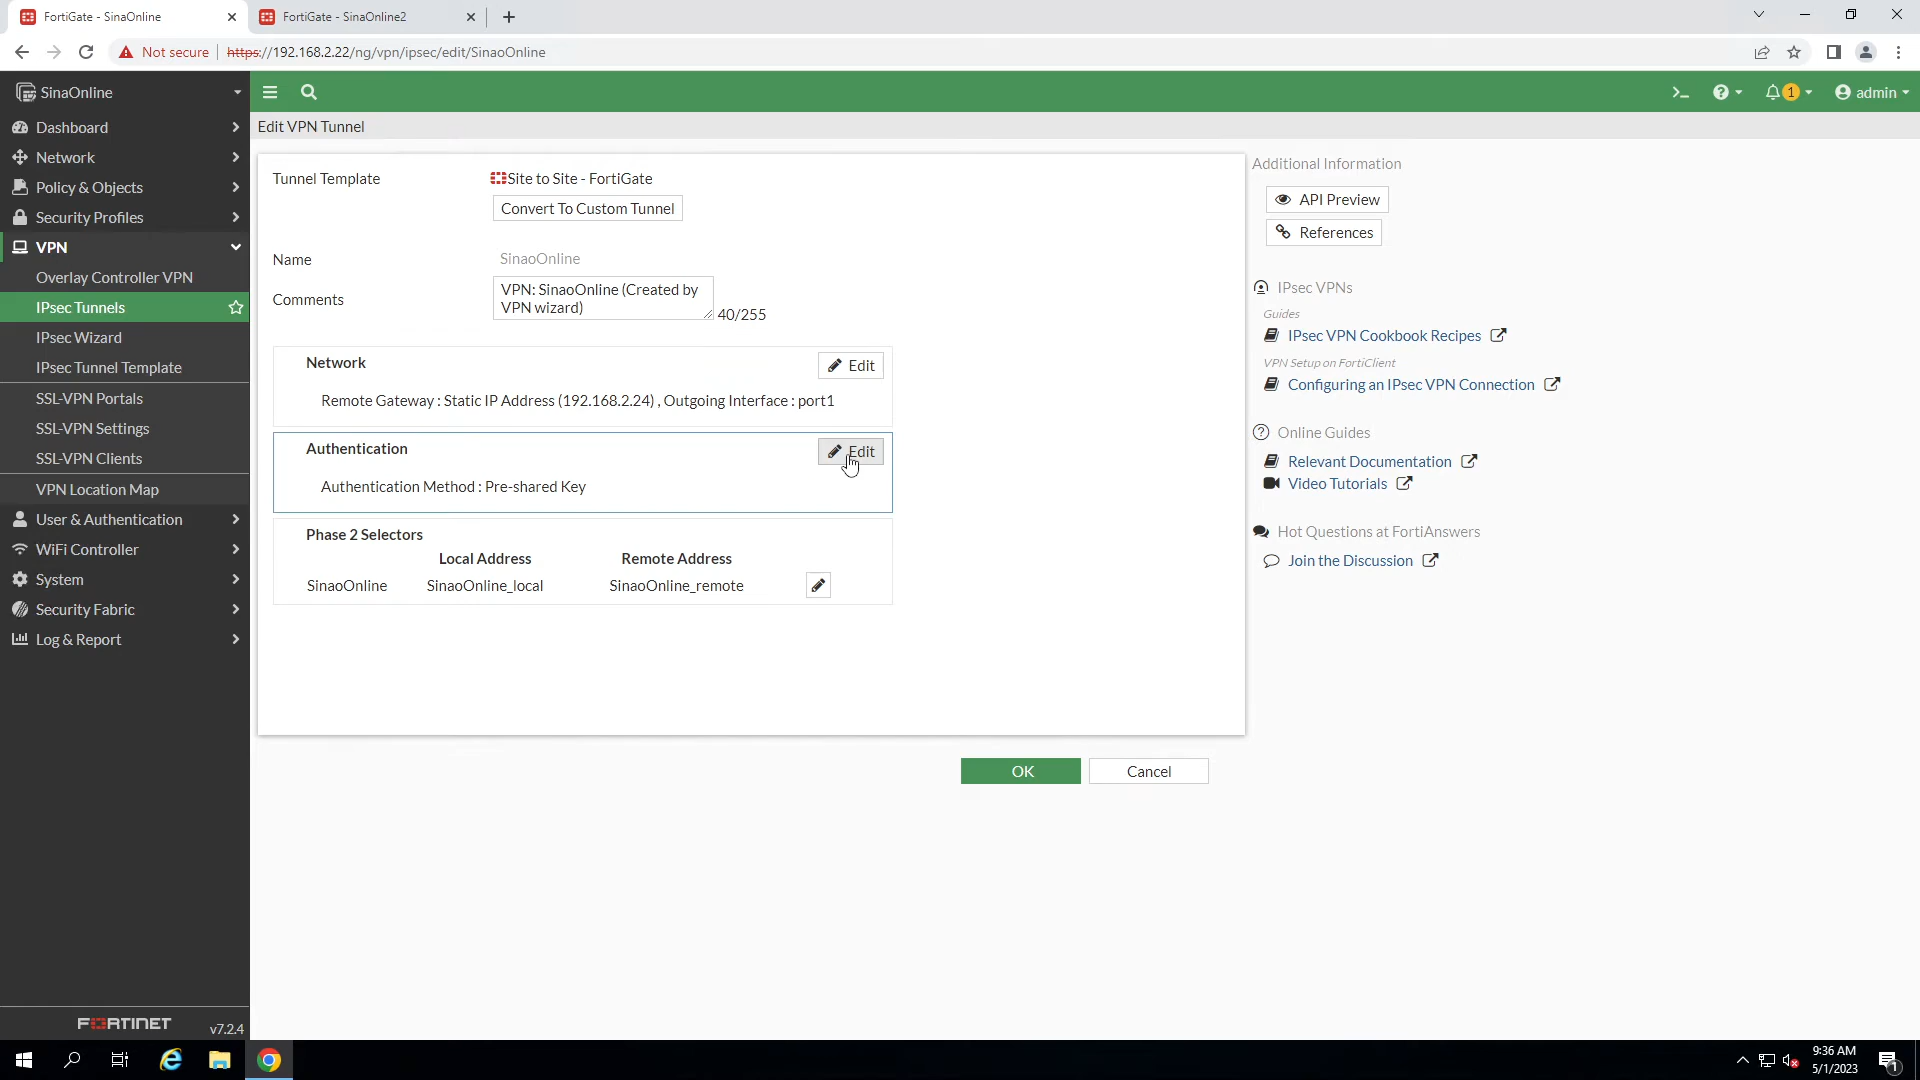 FortiGate - SinaOnline
FortiGate - SinaOnline2
Not secure
https://192.168.2.22/ng/vpn/ipsec/edit/SinaoOnline
SinaOnline
1
admin
Dashboard
Network
Policy & Objects
Security Profiles
VPN
Overlay Controller VPN
IPsec Tunnels
IPsec Wizard
IPsec Tunnel Template
SSL-VPN Portals
SSL-VPN Settings
SSL-VPN Clients
VPN Location Map
User & Authentication
WiFi Controller
System
Security Fabric
Log & Report
FORTINET
v7.2.4
Edit VPN Tunnel
Tunnel Template
Site to Site - FortiGate
Convert To Custom Tunnel
Name
SinaoOnline
Comments
VPN: SinaoOnline (Created by
VPN wizard)
40/255
Network
Edit
Remote Gateway : Static IP Address (192.168.2.24) , Outgoing Interface : port1
Authentication
Edit
Authentication Method : Pre-shared Key
Phase 2 Selectors
Local Address Remote Address
SinaoOnline SinaoOnline_local SinaoOnline_remote
OK
Cancel
Additional Information
API Preview
References
IPsec VPNs
Guides
IPsec VPN Cookbook Recipes
VPN Setup on FortiClient
Configuring an IPsec VPN Connection
Online Guides
Relevant Documentation
Video Tutorials
Hot Questions at FortiAnswers
Join the Discussion
9:36 AM
5/1/2023
1